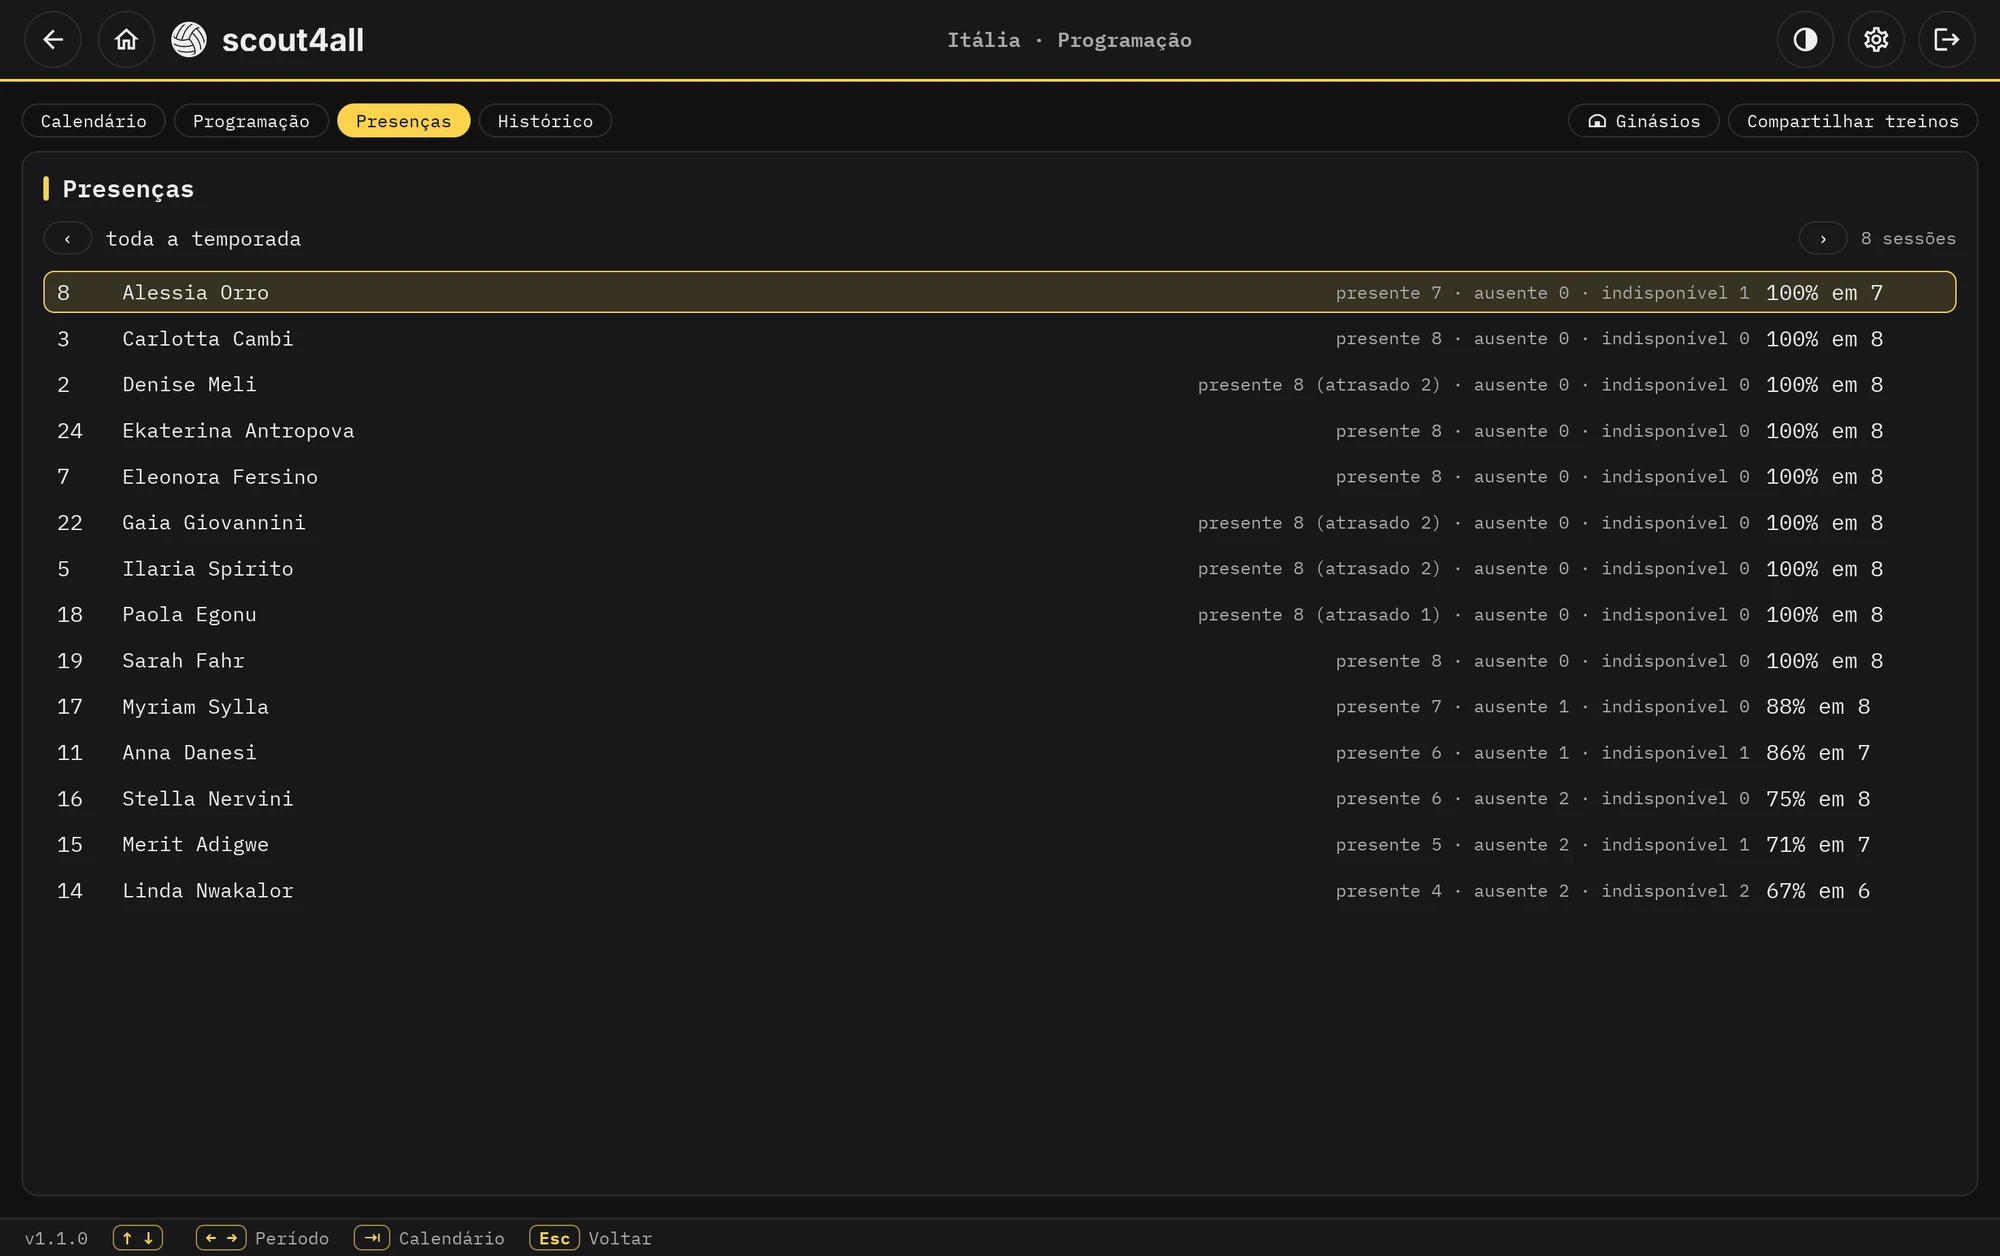 scout4all
Itália · Programação
Calendário
Programação
Presenças
Histórico
Ginásios
Compartilhar treinos
Presenças
‹ toda a temporada › 8 sessões
8 Alessia Orro presente 7 · ausente 0 · indisponível 1 100% em 7
3 Carlotta Cambi presente 8 · ausente 0 · indisponível 0 100% em 8
2 Denise Meli presente 8 (atrasado 2) · ausente 0 · indisponível 0 100% em 8
24 Ekaterina Antropova presente 8 · ausente 0 · indisponível 0 100% em 8
7 Eleonora Fersino presente 8 · ausente 0 · indisponível 0 100% em 8
22 Gaia Giovannini presente 8 (atrasado 2) · ausente 0 · indisponível 0 100% em 8
5 Ilaria Spirito presente 8 (atrasado 2) · ausente 0 · indisponível 0 100% em 8
18 Paola Egonu presente 8 (atrasado 1) · ausente 0 · indisponível 0 100% em 8
19 Sarah Fahr presente 8 · ausente 0 · indisponível 0 100% em 8
17 Myriam Sylla presente 7 · ausente 1 · indisponível 0 88% em 8
11 Anna Danesi presente 6 · ausente 1 · indisponível 1 86% em 7
16 Stella Nervini presente 6 · ausente 2 · indisponível 0 75% em 8
15 Merit Adigwe presente 5 · ausente 2 · indisponível 1 71% em 7
14 Linda Nwakalor presente 4 · ausente 2 · indisponível 2 67% em 6
v1.1.0 ↑ ↓ ← → Período ⇥ Calendário Esc Voltar